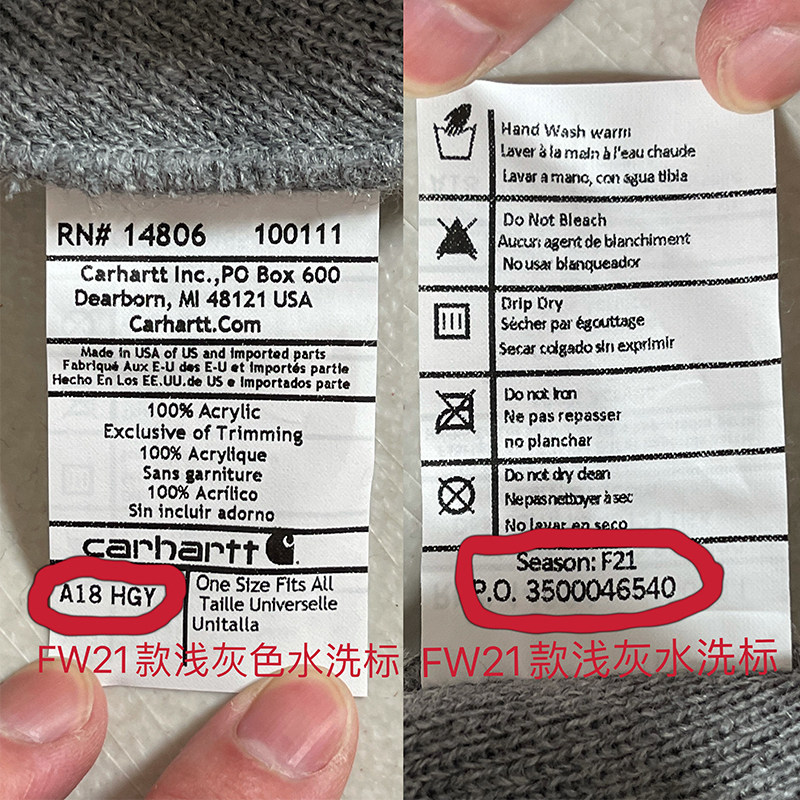 RN# 14806 100111
Carhartt Inc.,PO Box 600
Dearborn, MI 48121 USA
Carhartt.Com
Made in USA of US and imported parts
Fabriqué Aux E-U des E-U et importés partie
Hecho En Los EE.UU.de US e importados parte
100% Acrylic
Exclusive of Trimming
100% Acrylique
Sans garniture
100% Acrílico
Sin incluir adorno
carhartt
A18 HGY
One Size Fits All
Taille Universelle
Unitalla
FW21款浅灰色水洗标
Hand Wash warm
Laver à la main à l'eau chaude
Lavar a mano, con agua tibla
Do Not Bleach
Aucun agent de blanchiment
No usar blanqueador
Drip Dry
Sécher par égouttage
Secar colgado sin exprimir
Do not Iron
Ne pas repasser
no planchar
Do not dry clean
Ne pas nettoyer à sec
No lavar en seco
Season: F21
P.O. 3500046540
FW21款浅灰水洗标